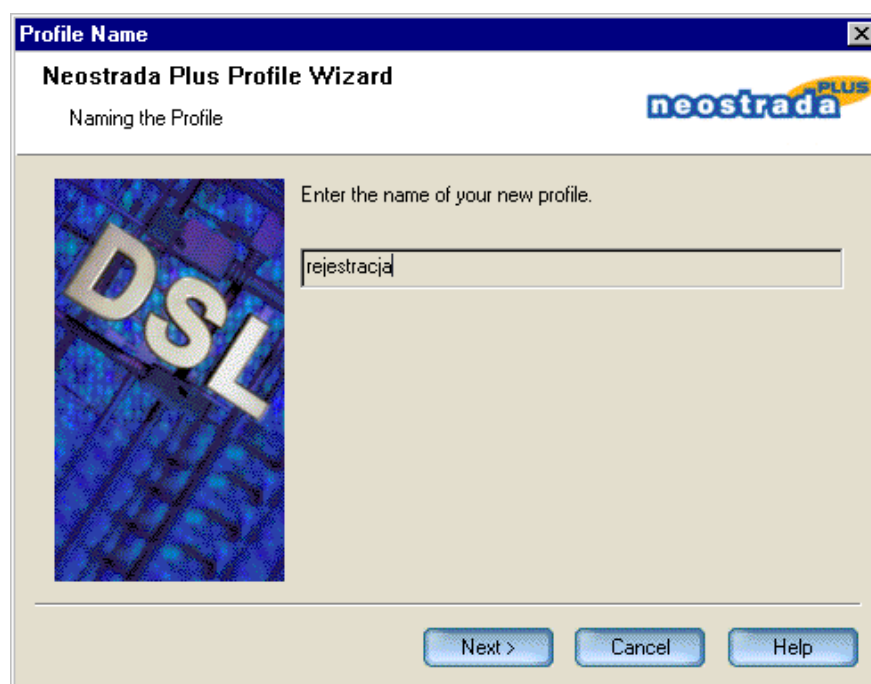 Profile Name
Neostrada Plus Profile Wizard
Naming the Profile
neostrada PLUS
Enter the name of your new profile.
rejestracja
DSL
Next >
Cancel
Help